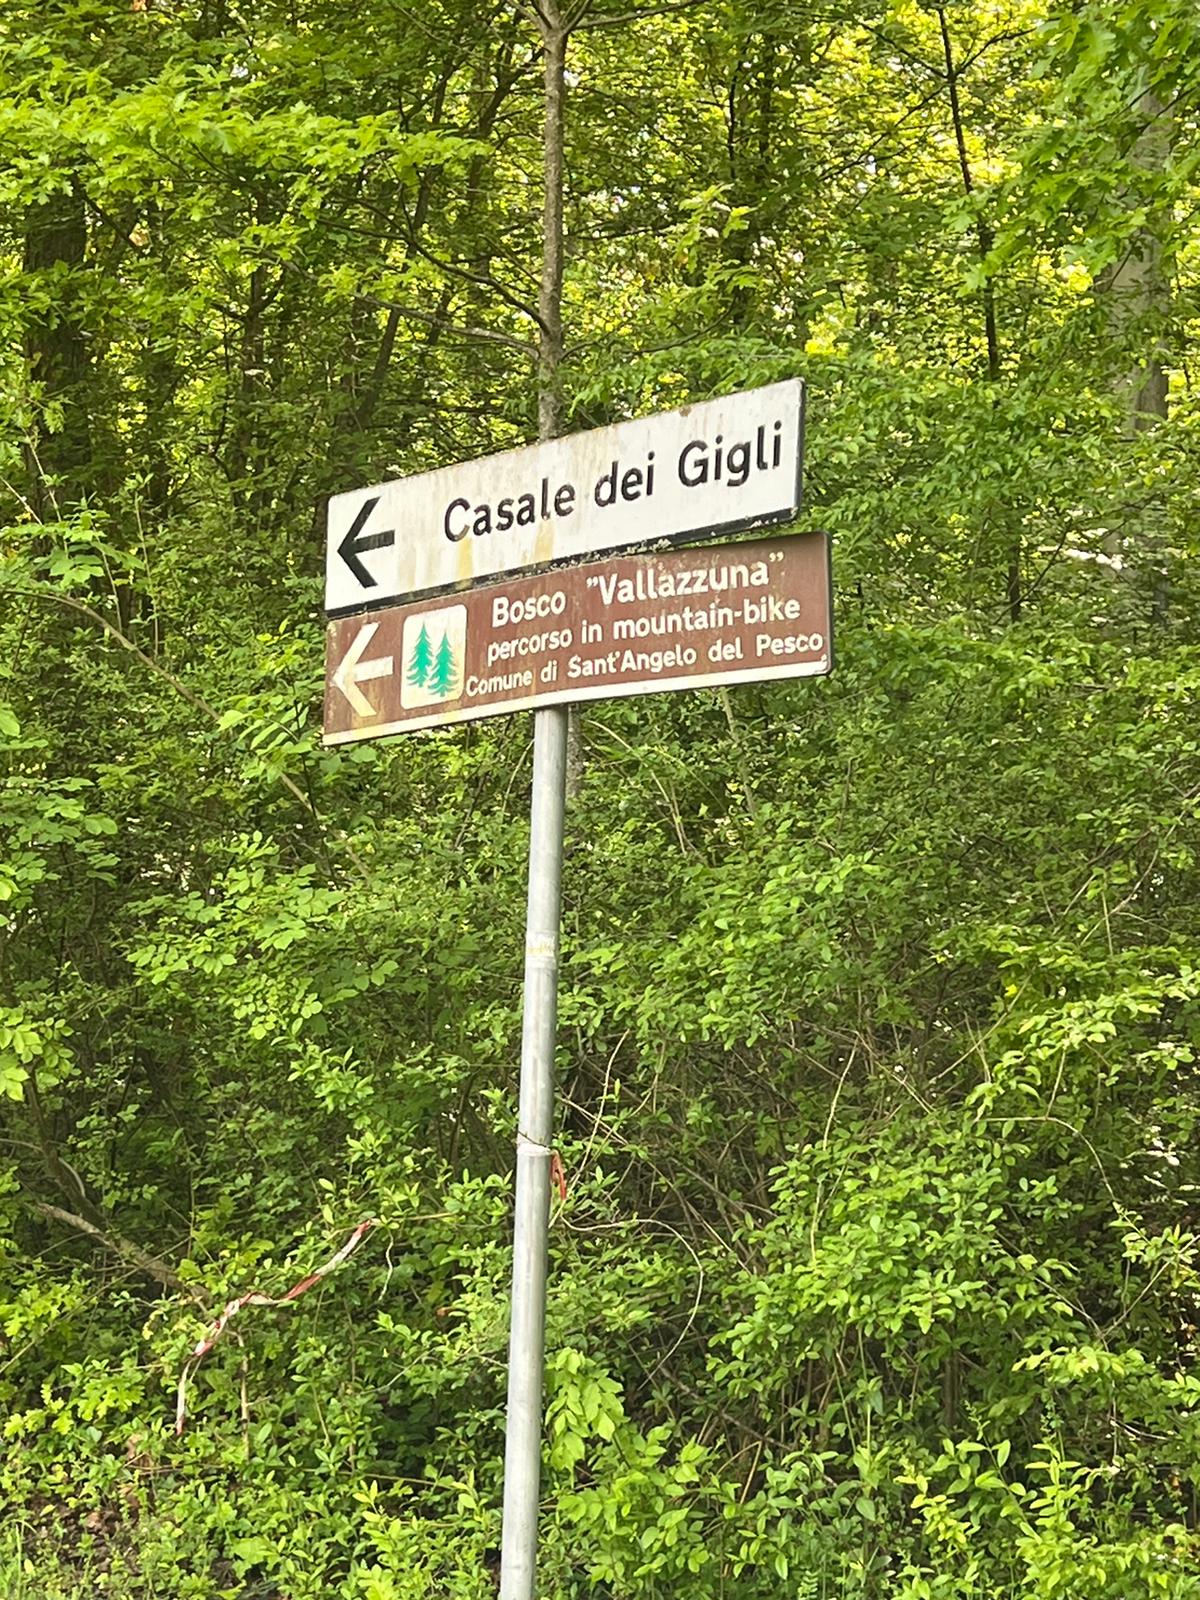 Casale dei Gigli
Bosco "Vallazzuna"
percorso in mountain-bike
Comune di Sant'Angelo del Pesco